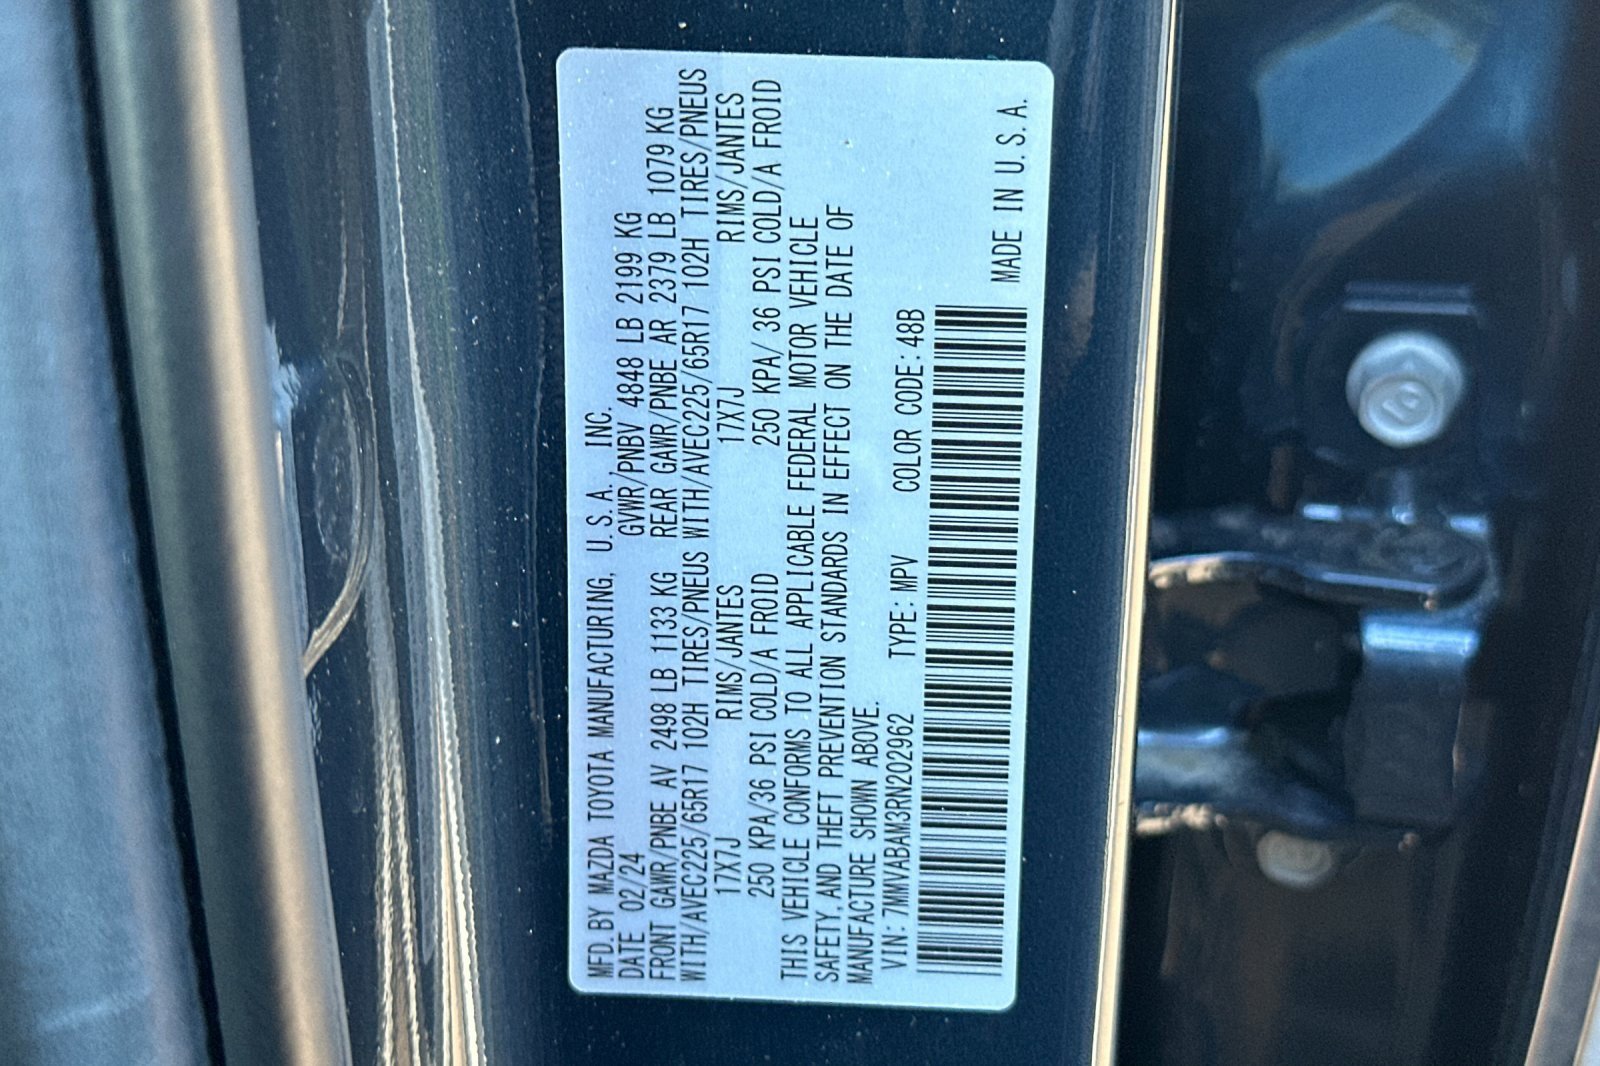 MFD. BY MAZDA TOYOTA MANUFACTURING, U. S. A., INC.
DATE 02/24 GVWR/PNBV 4848 LB 2199 KG
FRONT GAWR/PNBE AV 2498 LB 1133 KG REAR GAWR/PNBE AR 2379 LB 1079 KG
WITH/AVEC225/65R17 102H TIRES/PNEUS WITH/AVEC225/65R17 102H TIRES/PNEUS
17X7J RIMS/JANTES 17X7J RIMS/JANTES
250 KPA/36 PSI COLD/A FROID 250 KPA/ 36 PSI COLD/A FROID
THIS VEHICLE CONFORMS TO ALL APPLICABLE FEDERAL MOTOR VEHICLE
SAFETY, AND THEFT PREVENTION STANDARDS IN EFFECT ON THE DATE OF
MANUFACTURE SHOWN ABOVE.
VIN: 7MMVABAM3RN202962 TYPE: MPV COLOR CODE: 48B
MADE IN U. S. A.
10